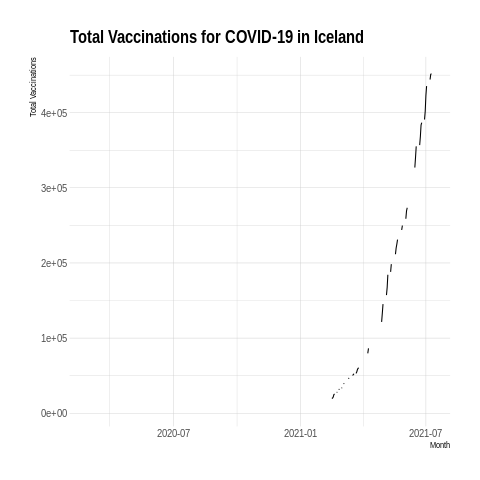 Total Vaccinations for COVID-19 in Iceland
Total Vaccinations
4e+05
3e+05
2e+05
1e+05
0e+00
2020-07
2021-01
2021-07
Month